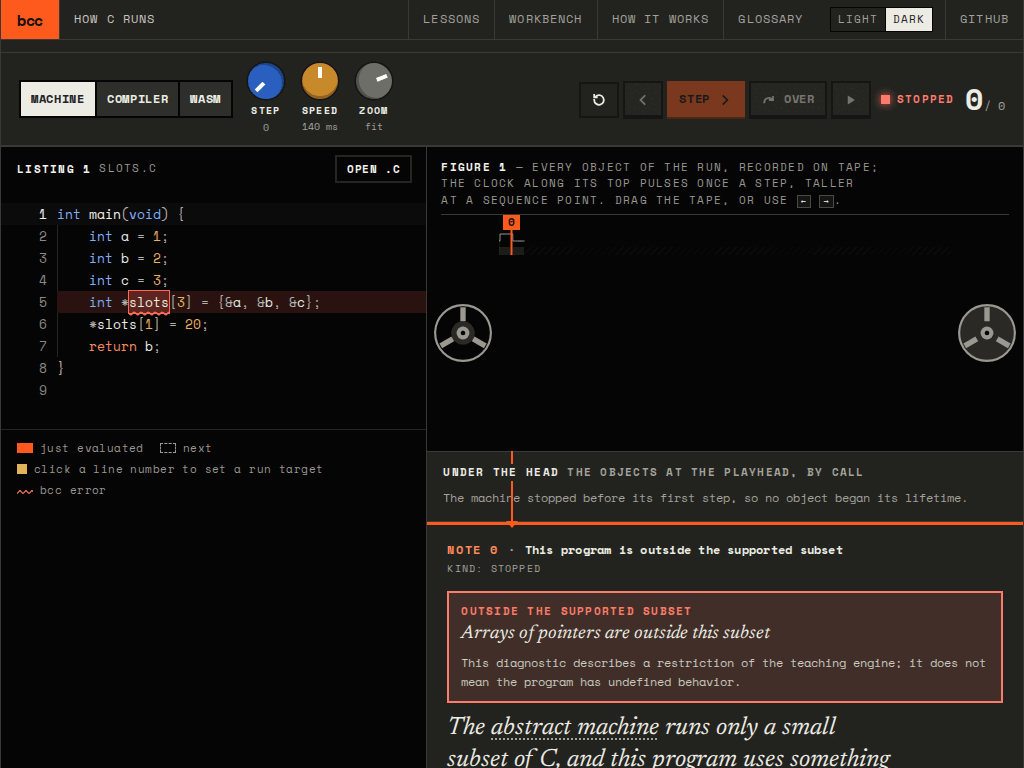 bcc HOW C RUNS LESSONS WORKBENCH HOW IT WORKS GLOSSARY LIGHT DARK GITHUB
MACHINE COMPILER WASM
STEP SPEED ZOOM
0 140 ms fit
STEP OVER STOPPED 0 / 0
LISTING 1 SLOTS.C OPEN .C
1 int main(void) {
2 int a = 1;
3 int b = 2;
4 int c = 3;
5 int *slots[3] = {&a, &b, &c};
6 *slots[1] = 20;
7 return b;
8 }
9
just evaluated next
click a line number to set a run target
bcc error
FIGURE 1 — EVERY OBJECT OF THE RUN, RECORDED ON TAPE;
THE CLOCK ALONG ITS TOP PULSES ONCE A STEP, TALLER
AT A SEQUENCE POINT. DRAG THE TAPE, OR USE ← →.
0
UNDER THE HEAD THE OBJECTS AT THE PLAYHEAD, BY CALL
The machine stopped before its first step, so no object began its lifetime.
NOTE 0 · This program is outside the supported subset
KIND: STOPPED
OUTSIDE THE SUPPORTED SUBSET
Arrays of pointers are outside this subset
This diagnostic describes a restriction of the teaching engine; it does not
mean the program has undefined behavior.
The abstract machine runs only a small
subset of C, and this program uses something